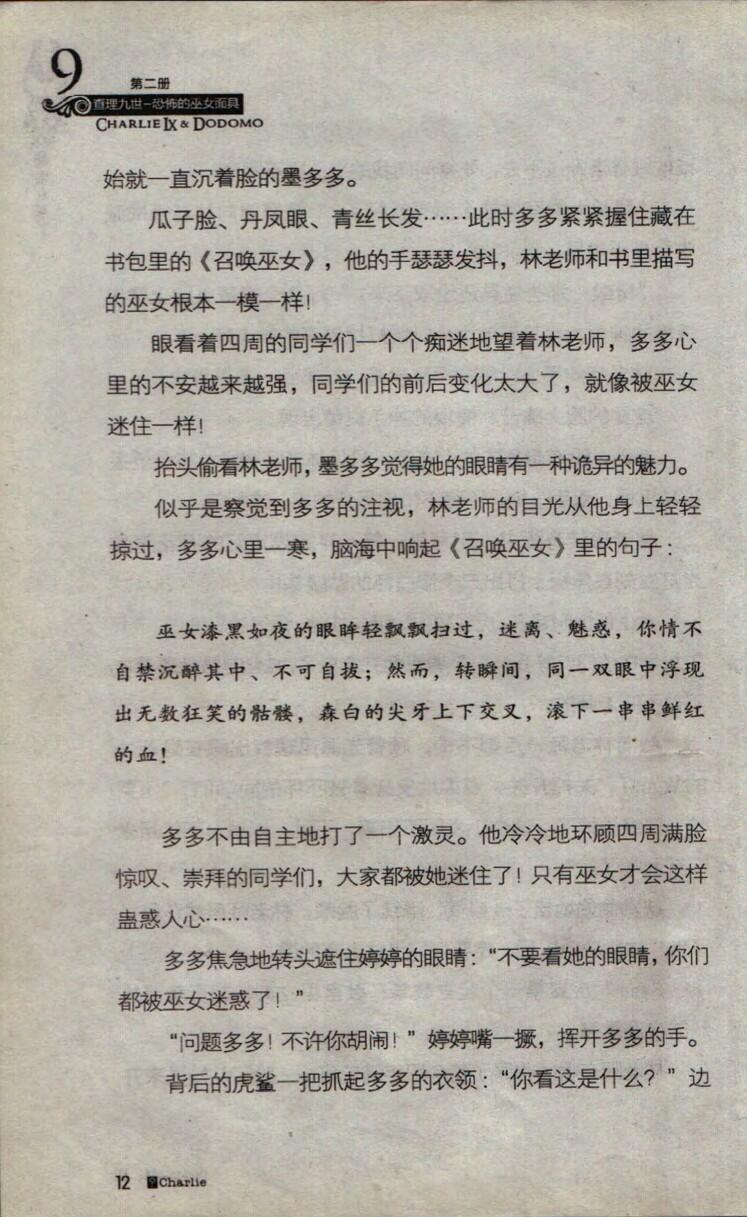 9
第二册
查理九世-恐怖的巫女面具
CHARLIE IX & DODOMO
始就一直沉着脸的墨多多。
瓜子脸、丹凤眼、青丝长发……此时多多紧紧握住藏在
书包里的《召唤巫女》，他的手瑟瑟发抖，林老师和书里描写
的巫女根本一模一样！
眼看着四周的同学们一个个痴迷地望着林老师，多多心
里的不安越来越强，同学们的前后变化太大了，就像被巫女
迷住一样！
抬头偷看林老师，墨多多觉得她的眼睛有一种诡异的魅力。
似乎是察觉到多多的注视，林老师的目光从他身上轻轻
掠过，多多心里一寒，脑海中响起《召唤巫女》里的句子：
巫女漆黑如夜的眼眸轻飘飘扫过，迷离、魅惑，你情不
自禁沉醉其中、不可自拔；然而，转瞬间，同一双眼中浮现
出无数狂笑的骷髅，森白的尖牙上下交叉，滚下一串串鲜红
的血！
多多不由自主地打了一个激灵。他冷冷地环顾四周满脸
惊叹、崇拜的同学们，大家都被她迷住了！只有巫女才会这样
蛊惑人心……
多多焦急地转头遮住婷婷的眼睛：“不要看她的眼睛，你们
都被巫女迷惑了！”
“问题多多！不许你胡闹！”婷婷嘴一撅，挥开多多的手。
背后的虎鲨一把抓起多多的衣领：“你看这是什么？”边
12 9 Charlie